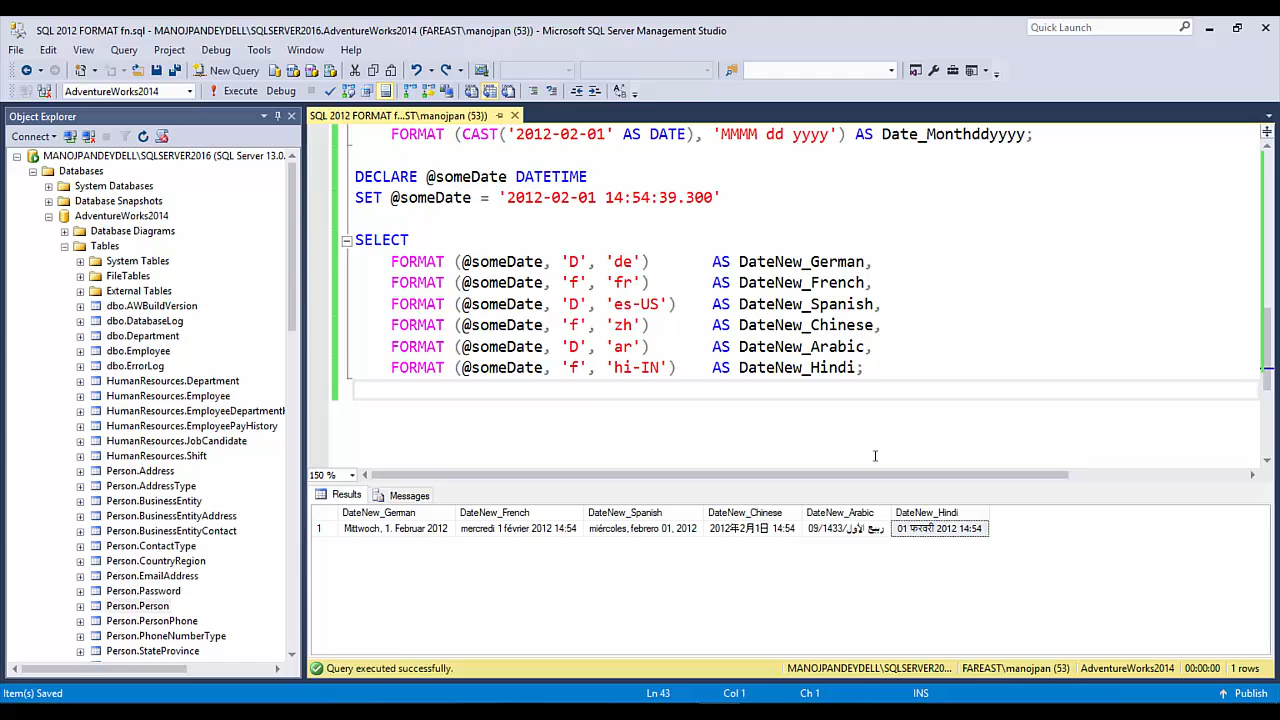 SQL 2012 FORMAT fn.sql - MANOJPANDEYDELL\SQLSERVER2016.AdventureWorks2014 (FAREAST\manojpan (53)) - Microsoft SQL Server Management Studio
Quick Launch
File Edit View Query Project Debug Tools Window Help
New Query
AdventureWorks2014 Execute Debug
Object Explorer
SQL 2012 FORMAT f...ST\manojpan (53))
Connect
MANOJPANDEYDELL\SQLSERVER2016 (SQL Server 13.0.
Databases
System Databases
Database Snapshots
AdventureWorks2014
Database Diagrams
Tables
System Tables
FileTables
External Tables
dbo.AWBuildVersion
dbo.DatabaseLog
dbo.Department
dbo.Employee
dbo.ErrorLog
HumanResources.Department
HumanResources.Employee
HumanResources.EmployeeDepartmentH
HumanResources.EmployeePayHistory
HumanResources.JobCandidate
HumanResources.Shift
Person.Address
Person.AddressType
Person.BusinessEntity
Person.BusinessEntityAddress
Person.BusinessEntityContact
Person.ContactType
Person.CountryRegion
Person.EmailAddress
Person.Password
Person.Person
Person.PersonPhone
Person.PhoneNumberType
Person.StateProvince
FORMAT (CAST('2012-02-01' AS DATE), 'MMMM dd yyyy') AS Date_Monthddyyyy;
DECLARE @someDate DATETIME
SET @someDate = '2012-02-01 14:54:39.300'
SELECT
FORMAT (@someDate, 'D', 'de') AS DateNew_German,
FORMAT (@someDate, 'f', 'fr') AS DateNew_French,
FORMAT (@someDate, 'D', 'es-US') AS DateNew_Spanish,
FORMAT (@someDate, 'f', 'zh') AS DateNew_Chinese,
FORMAT (@someDate, 'D', 'ar') AS DateNew_Arabic,
FORMAT (@someDate, 'f', 'hi-IN') AS DateNew_Hindi;
150 %
Results Messages
DateNew_German DateNew_French DateNew_Spanish DateNew_Chinese DateNew_Arabic DateNew_Hindi
1 Mittwoch, 1. Februar 2012 mercredi 1 février 2012 14:54 miércoles, febrero 01, 2012 2012年2月1日 14:54 09/ربيع الأول/1433 01 फरवरी 2012 14:54
Query executed successfully. MANOJPANDEYDELL\SQLSERVER20... FAREAST\manojpan (53) AdventureWorks2014 00:00:00 1 rows
Item(s) Saved Ln 43 Col 1 Ch 1 INS Publish